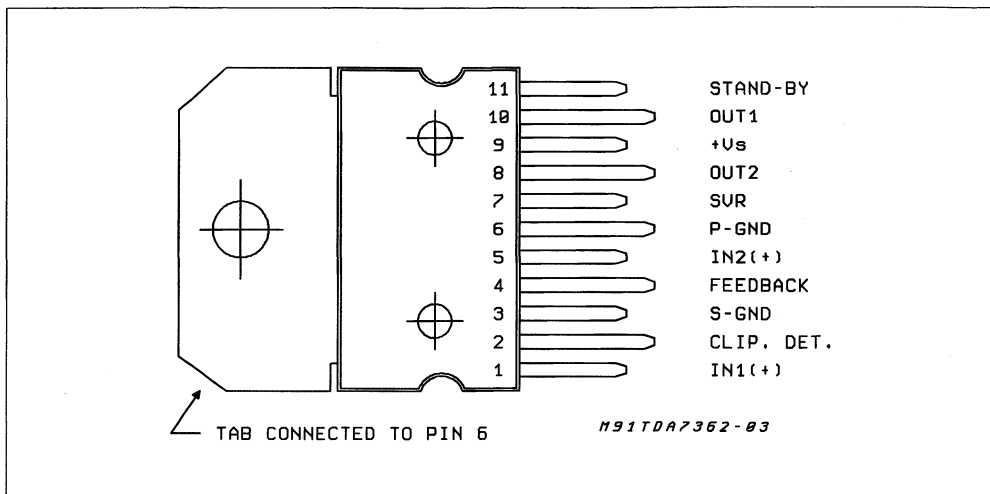 11 STAND-BY
10 OUT1
9 +Vs
8 OUT2
7 SVR
6 P-GND
5 IN2(+)
4 FEEDBACK
3 S-GND
2 CLIP. DET.
1 IN1(+)
TAB CONNECTED TO PIN 6
M91TDA7362-03